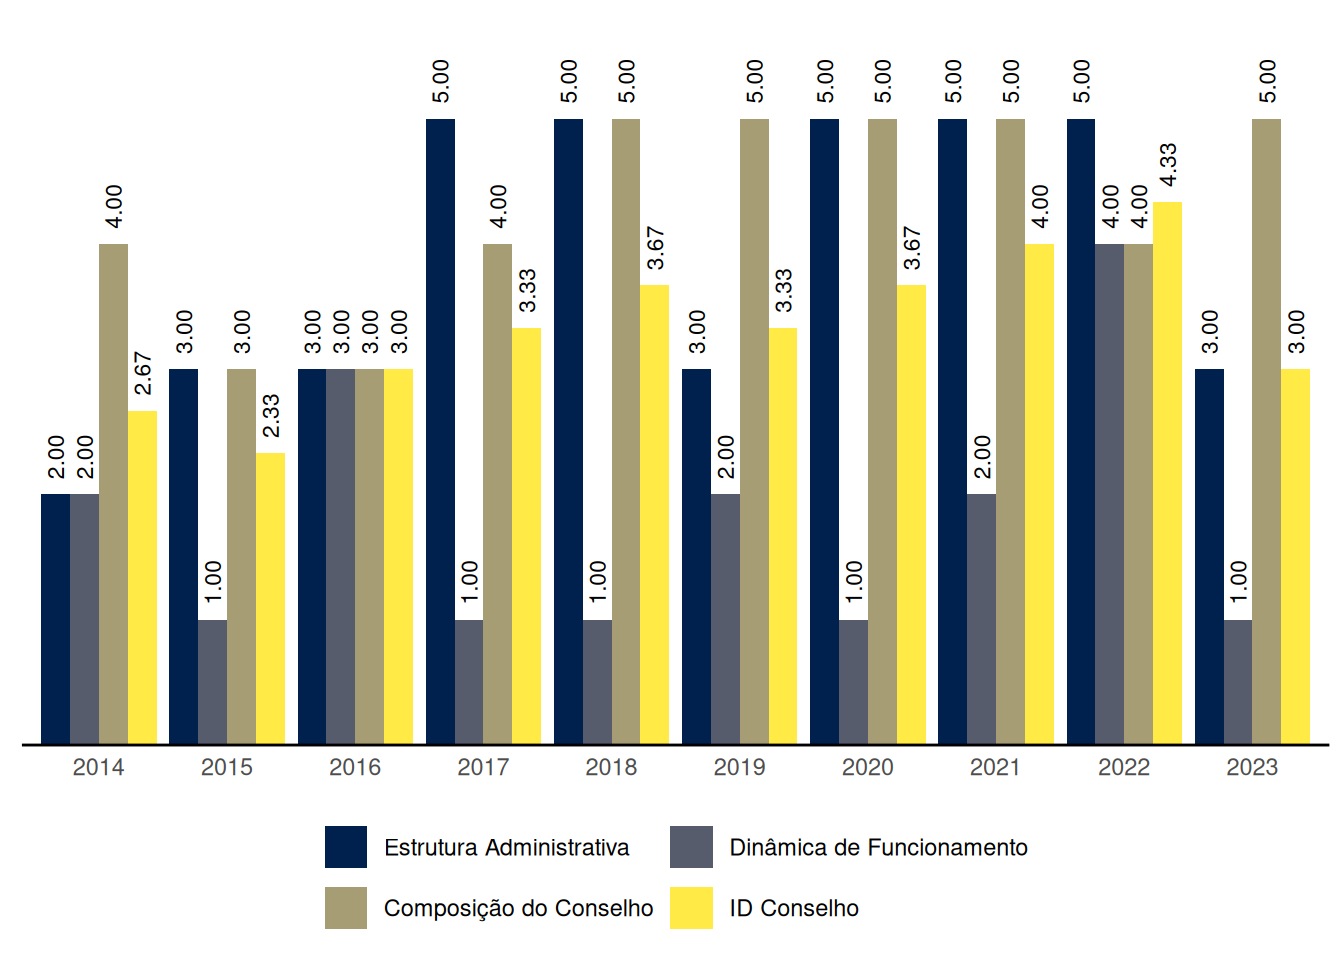 2.00 2.00 4.00 2.67 3.00 1.00 3.00 2.33 3.00 3.00 3.00 3.00 5.00 1.00 4.00 3.33 5.00 1.00 5.00 3.67 3.00 2.00 5.00 3.33 5.00 1.00 5.00 3.67 5.00 2.00 5.00 4.00 5.00 4.00 4.00 4.33 3.00 1.00 5.00 3.00
2014 2015 2016 2017 2018 2019 2020 2021 2022 2023
Estrutura Administrativa Dinâmica de Funcionamento
Composição do Conselho ID Conselho